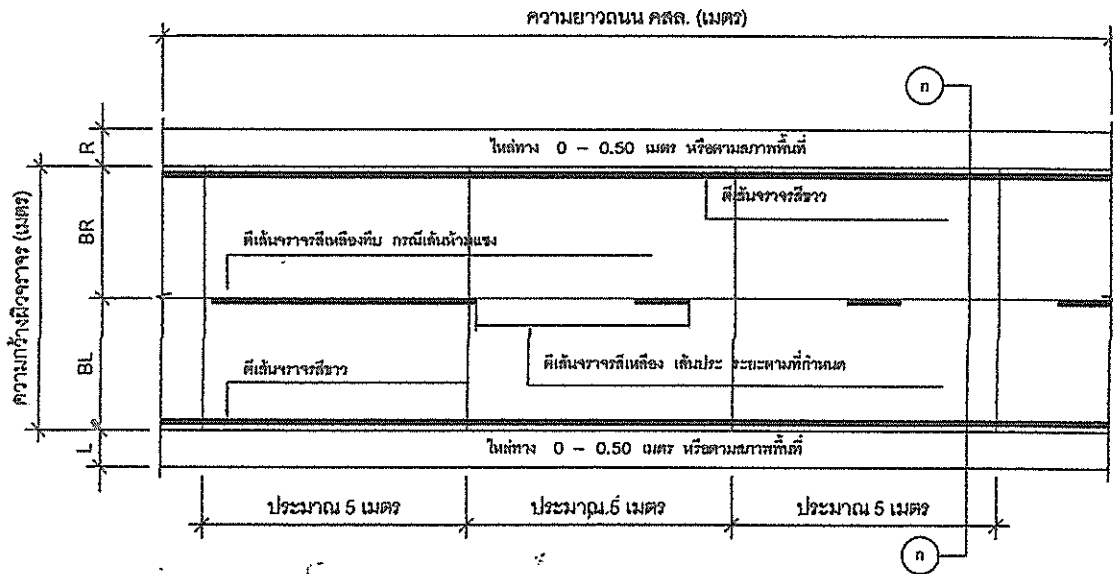 ความยาวถนน คสล. (เมตร)
ก
R
ไหล่ทาง 0 - 0.50 เมตร หรือตามสภาพพื้นที่
ตีเส้นจราจรสีขาว
ความกว้างผิวจราจร (เมตร)
BR
ตีเส้นจราจรสีเหลืองทึบ กรณีเส้นห้ามแซง
BL
ตีเส้นจราจรสีขาว
ตีเส้นจราจรสีเหลือง เส้นประ ระยะตามที่กำหนด
L
ไหล่ทาง 0 - 0.50 เมตร หรือตามสภาพพื้นที่
ประมาณ 5 เมตร
ประมาณ 5 เมตร
ประมาณ 5 เมตร
ก